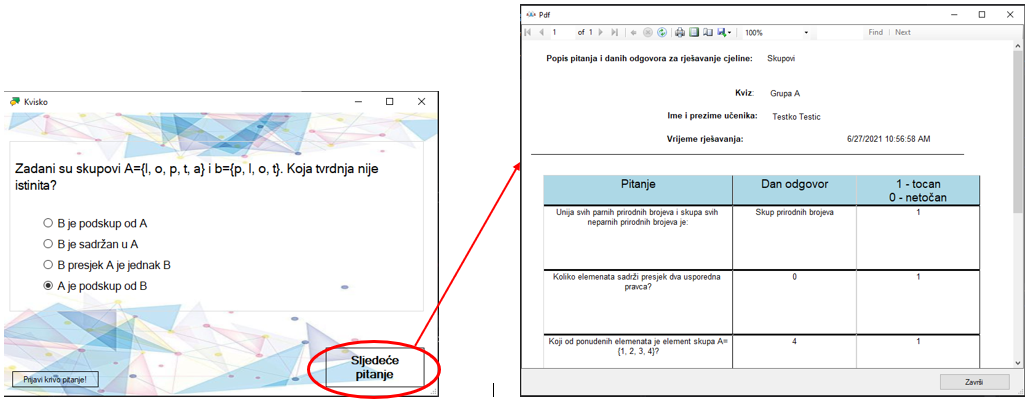 Kvisko
Zadani su skupovi A={l, o, p, t, a} i b={p, l, o, t}. Koja tvrdnja nije
istinita?
B je podskup od A
B je sadržan u A
B presjek A je jednak B
A je podskup od B
Prijavi krivo pitanje!
Sljedeće
pitanje
Pdf
1 of 1 100% Find | Next
Popis pitanja i danih odgovora za rješavanje cjeline: Skupovi
Kviz: Grupa A
Ime i prezime učenika: Testko Testic
Vrijeme rješavanja: 6/27/2021 10:56:58 AM
Pitanje Dan odgovor 1 - tocan
0 - netočan
Unija svih parnih prirodnih brojeva i skupa svih Skup prirodnih brojeva 1
neparnih prirodnih brojeva je:
Koliko elemenata sadrži presjek dva usporedna 0 1
pravca?
Koji od ponuđenih elemenata je element skupa A= 4 1
{1, 2, 3, 4}?
Završi